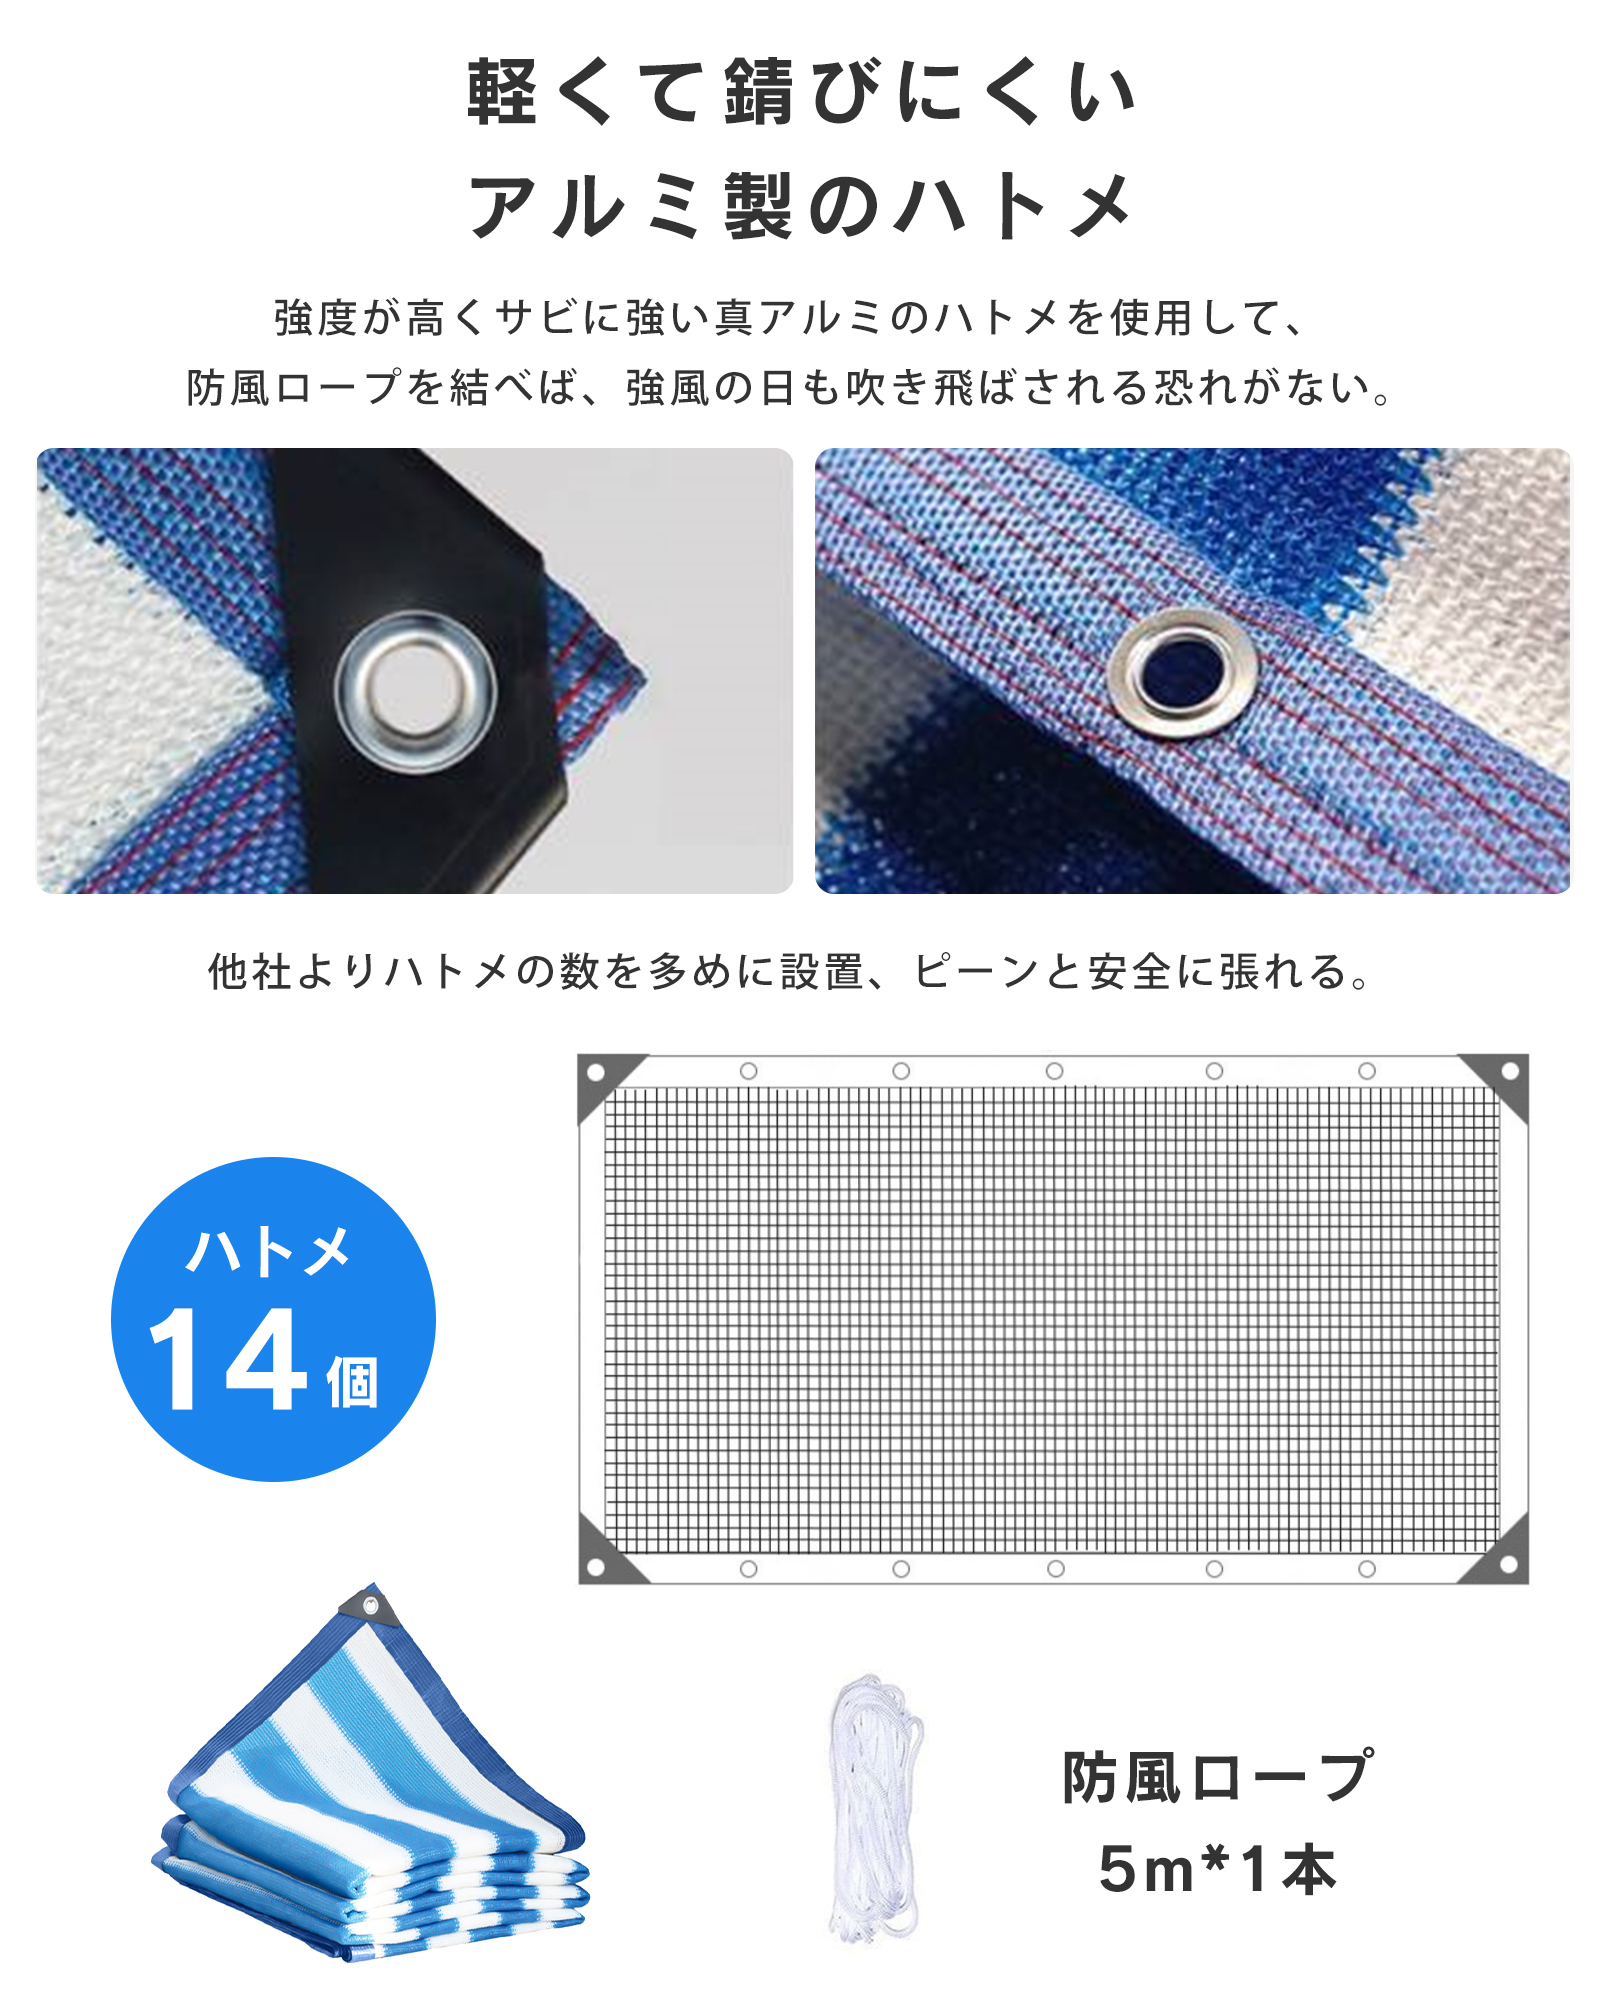 軽くて錆びにくい
アルミ製のハトメ
強度が高くサビに強い真アルミのハトメを使用して、
防風ロープを結べば、強風の日も吹き飛ばされる恐れがない。
他社よりハトメの数を多めに設置、ピーンと安全に張れる。
ハトメ
14個
防風ロープ
5m*1本